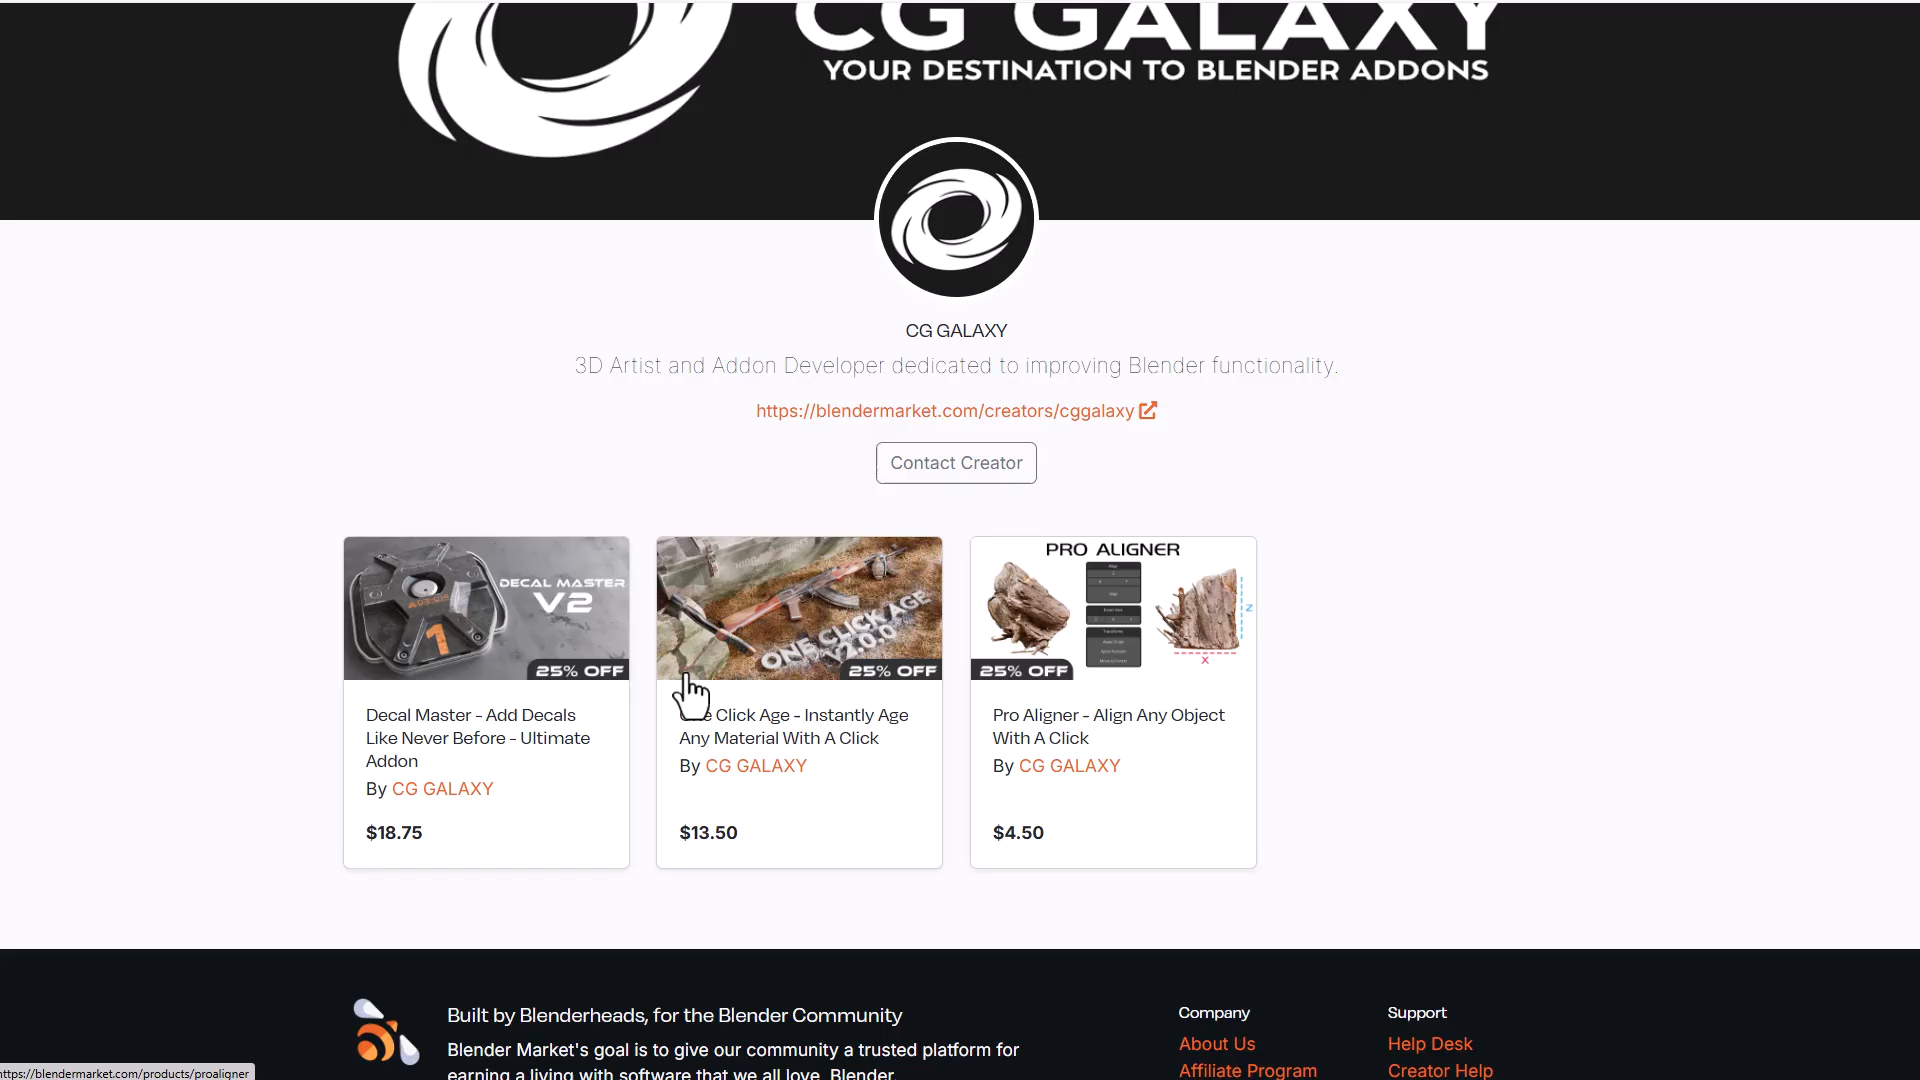 CG GALAXY
YOUR DESTINATION TO BLENDER ADDONS
CG GALAXY
3D Artist and Addon Developer dedicated to improving Blender functionality.
https://blendermarket.com/creators/cggalaxy
Contact Creator
DECAL MASTER
V2
1
25% OFF
Decal Master - Add Decals
Like Never Before - Ultimate
Addon
By CG GALAXY
$18.75
ONE CLICK AGE
V2.0.0
25% OFF
Click Age - Instantly Age
Any Material With A Click
By CG GALAXY
$13.50
PRO ALIGNER
Z
X
25% OFF
Pro Aligner - Align Any Object
With A Click
By CG GALAXY
$4.50
Built by Blenderheads, for the Blender Community
Blender Market's goal is to give our community a trusted platform for
earning a living with software that we all love, Blender.
Company
About Us
Affiliate Program
Support
Help Desk
Creator Help
https://blendermarket.com/products/proaligner